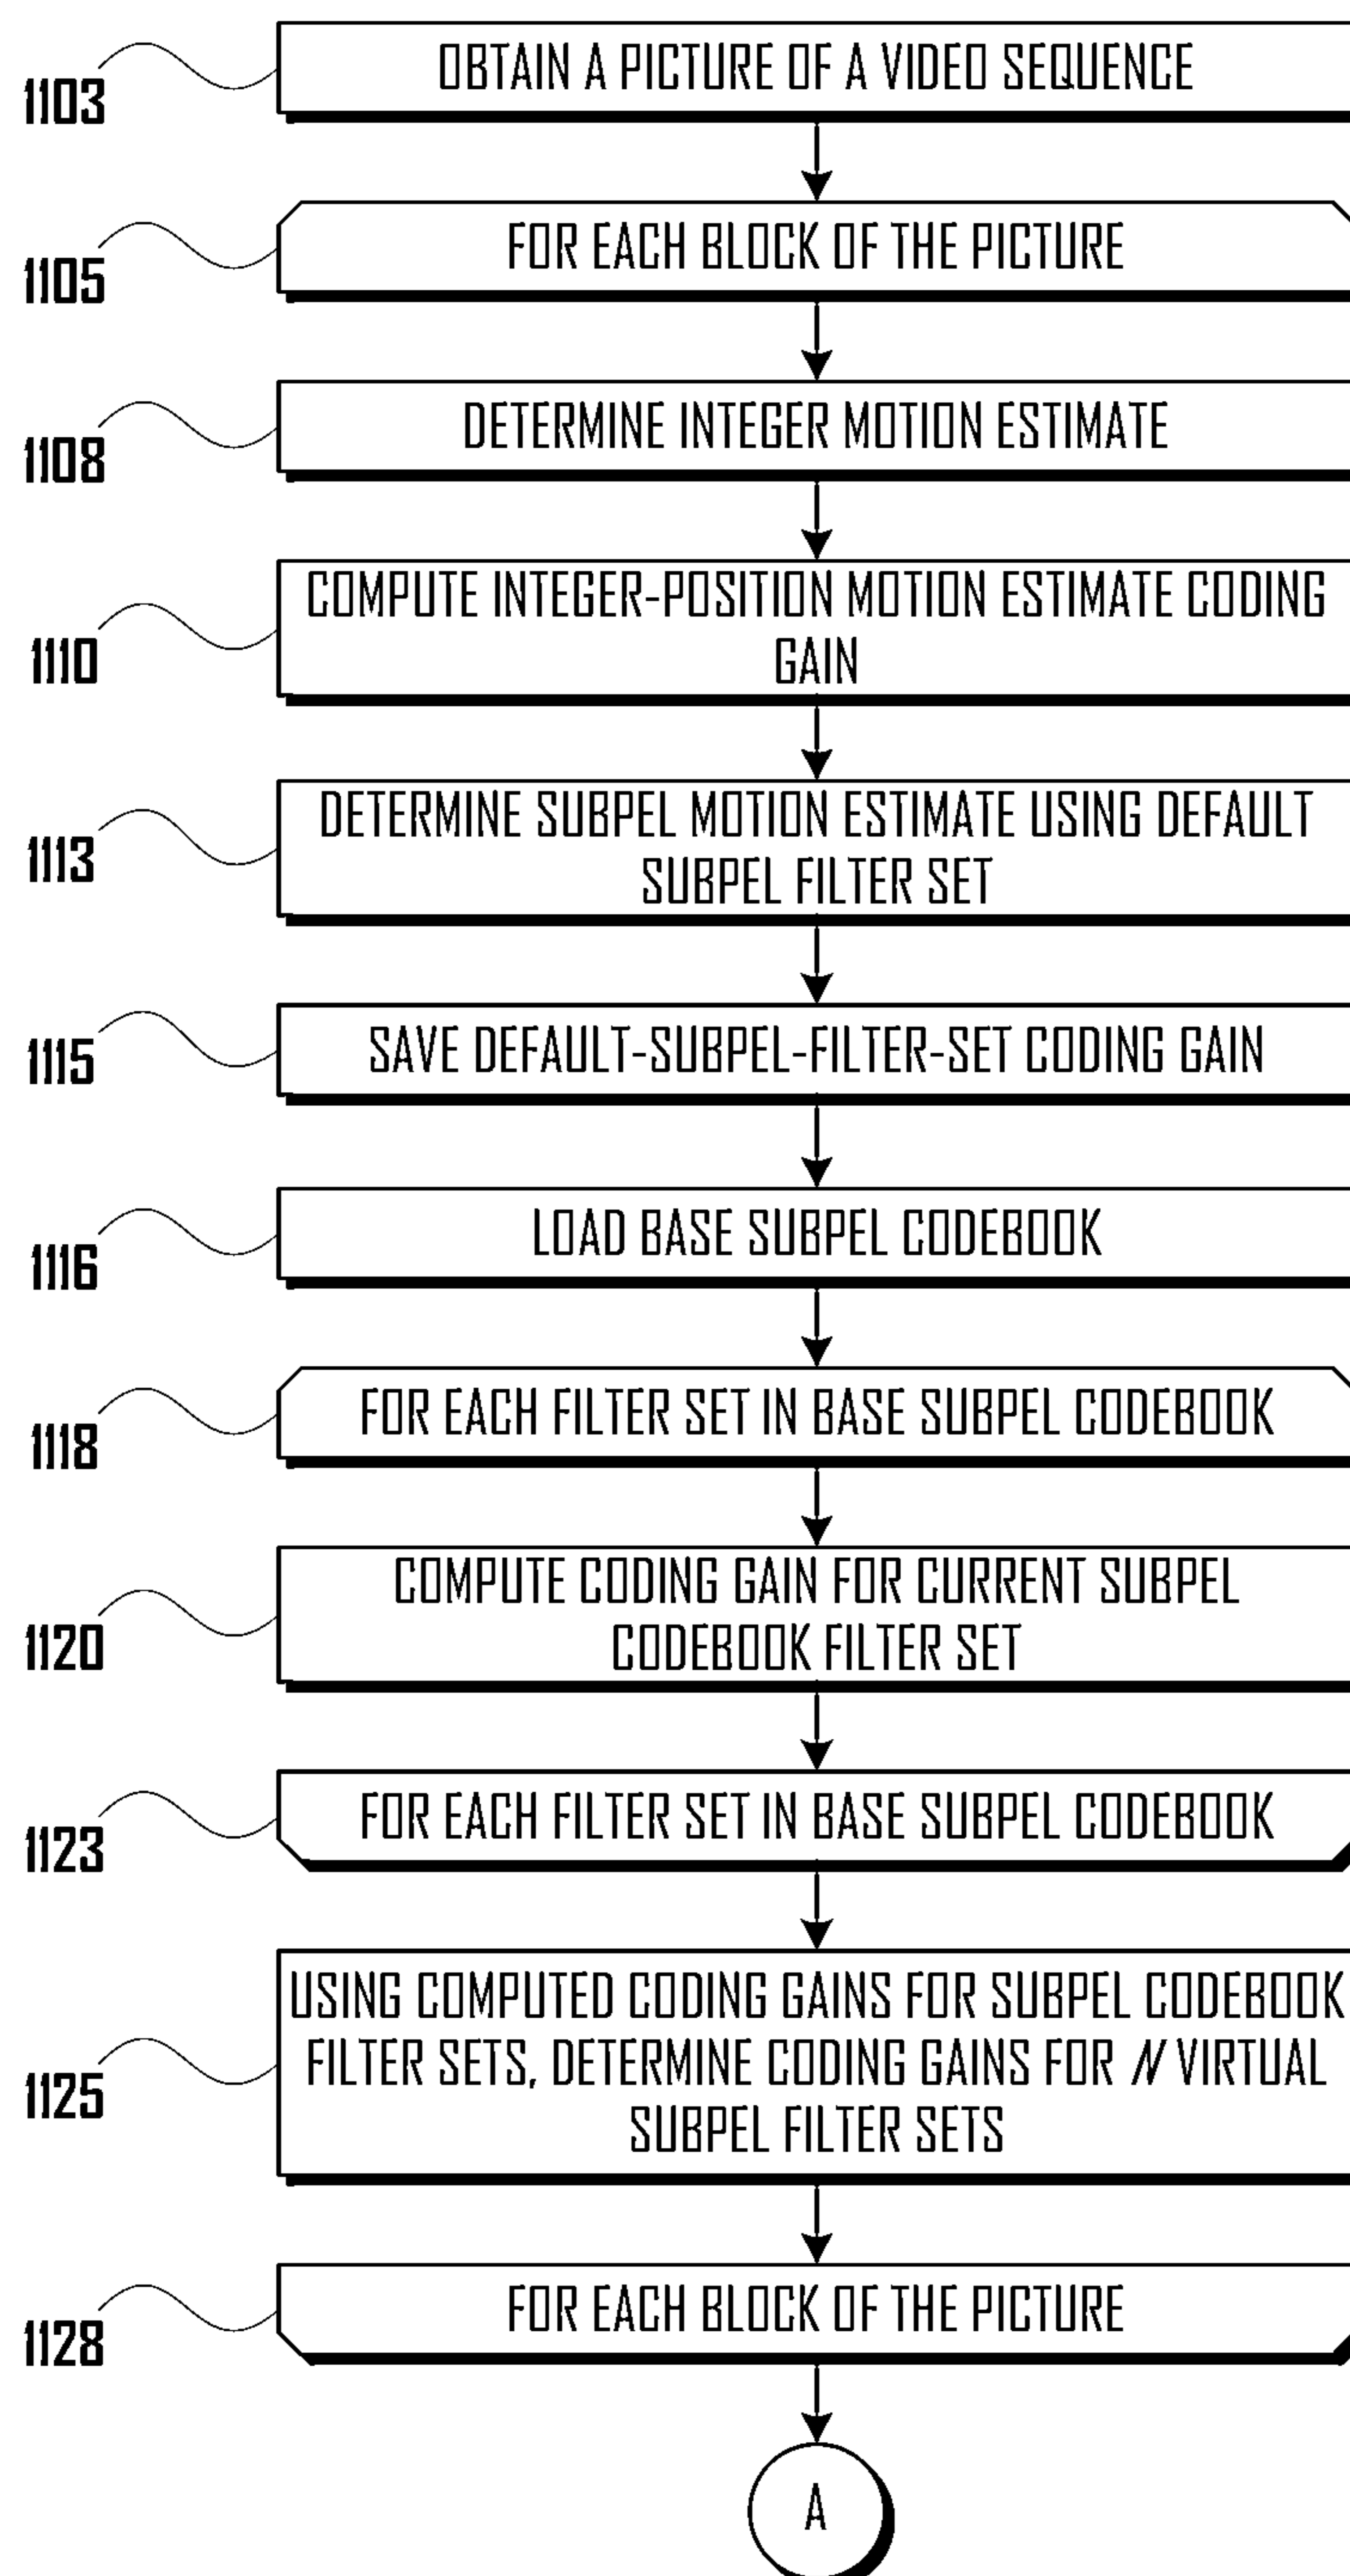 1103
OBTAIN A PICTURE OF A VIDEO SEQUENCE
1105
FOR EACH BLOCK OF THE PICTURE
1108
DETERMINE INTEGER MOTION ESTIMATE
1110
COMPUTE INTEGER-POSITION MOTION ESTIMATE CODING
GAIN
1113
DETERMINE SUBPEL MOTION ESTIMATE USING DEFAULT
SUBPEL FILTER SET
1115
SAVE DEFAULT-SUBPEL-FILTER-SET CODING GAIN
1116
LOAD BASE SUBPEL CODEBOOK
1118
FOR EACH FILTER SET IN BASE SUBPEL CODEBOOK
1120
COMPUTE CODING GAIN FOR CURRENT SUBPEL
CODEBOOK FILTER SET
1123
FOR EACH FILTER SET IN BASE SUBPEL CODEBOOK
1125
USING COMPUTED CODING GAINS FOR SUBPEL CODEBOOK
FILTER SETS, DETERMINE CODING GAINS FOR N VIRTUAL
SUBPEL FILTER SETS
1128
FOR EACH BLOCK OF THE PICTURE
A